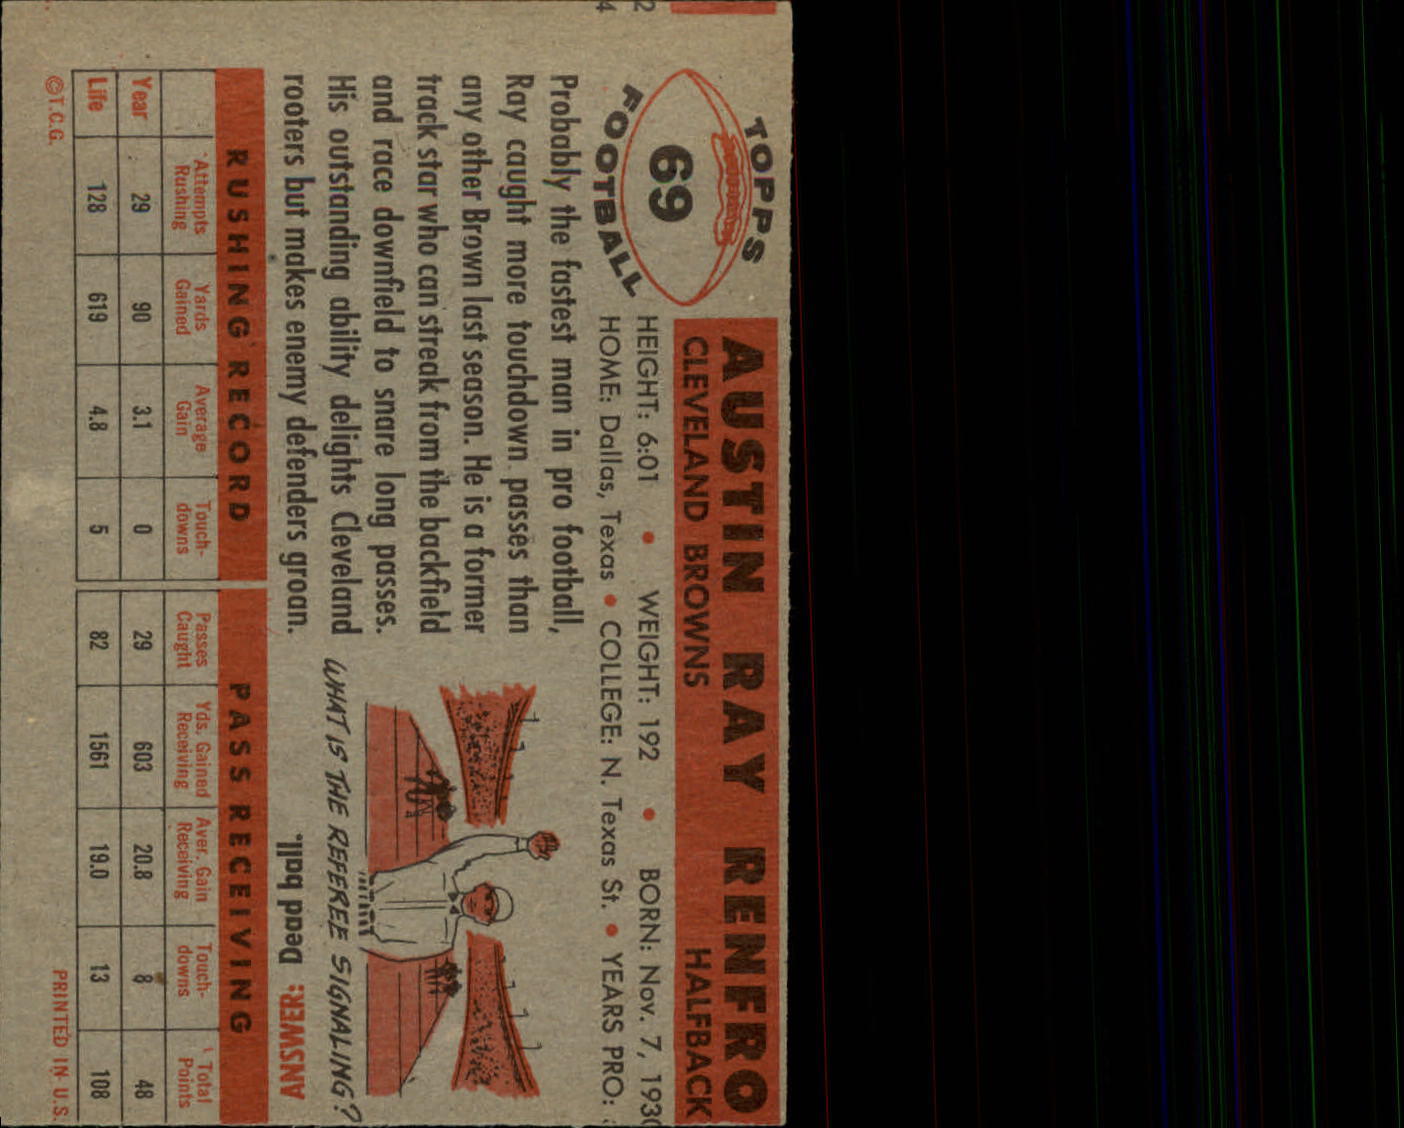 2
4
TOPPS
69
FOOTBALL
AUSTIN RAY RENFRO
CLEVELAND BROWNS HALFBACK
HEIGHT: 6:01 • WEIGHT: 192 • BORN: Nov. 7, 1930
HOME: Dallas, Texas • COLLEGE: N. Texas St. • YEARS PRO:
Probably the fastest man in pro football,
Ray caught more touchdown passes than
any other Brown last season. He is a former
track star who can streak from the backfield
and race downfield to snare long passes.
His outstanding ability delights Cleveland
rooters but makes enemy defenders groan.
WHAT IS THE REFEREE SIGNALING?
ANSWER: Dead ball.
RUSHING RECORD PASS RECEIVING
Attempts Rushing Yards Gained Average Gain Touch-downs Passes Caught Yds. Gained Receiving Aver. Gain Receiving Touch-downs Total Points
Year 29 90 3.1 0 29 603 20.8 8 48
Life 128 619 4.8 5 82 1561 19.0 13 108
©T.C.G. PRINTED IN U.S.